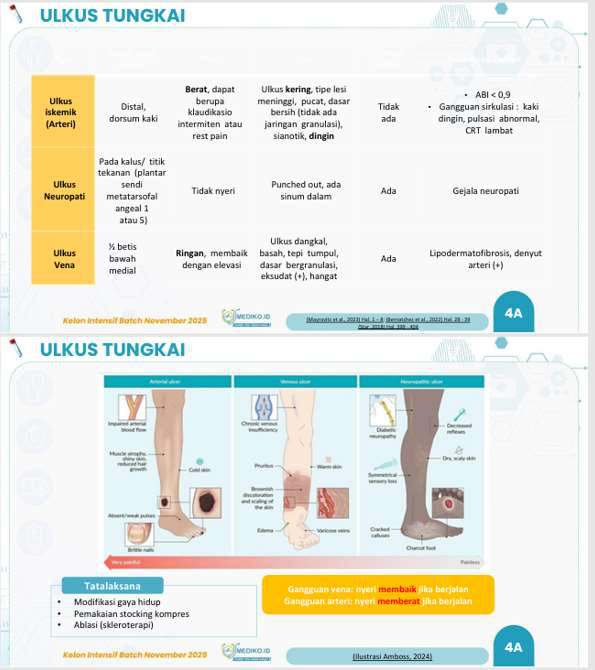 ULKUS TUNGKAI
Ulkus
iskemik
(Arteri)
Distal,
dorsum kaki
Berat, dapat
berupa
klaudikasio
intermiten atau
rest pain
Ulkus kering, tipe lesi
meninggi, pucat, dasar
bersih (tidak ada
jaringan granulasi),
sianotik, dingin
Tidak
ada
• ABI < 0,9
• Gangguan sirkulasi : kaki
dingin, pulsasi abnormal,
CRT lambat
Ulkus
Neuropati
Pada kalus/ titik
tekanan (plantar
sendi
metatarsofal
angeal 1
atau 5)
Tidak nyeri
Punched out, ada
sinum dalam
Ada
Gejala neuropati
Ulkus
Vena
⅓ betis
bawah
medial
Ringan, membaik
dengan elevasi
Ulkus dangkal,
basah, tepi tumpul,
dasar bergranulasi,
eksudat (+), hangat
Ada
Lipodermatofibrosis, denyut
arteri (+)
Kelan Intensif Batch November 2025
MEDIKO.ID
4A
ULKUS TUNGKAI
Arterial ulcer
Venous ulcer
Neuropathic ulcer
Impaired arterial
blood flow
Muscle atrophy,
shiny skin,
reduced hair
growth
Cold skin
Absent/weak pulses
Brittle nails
Chronic venous
insufficiency
Pruritus
Warm skin
Brownish
discoloration
and scaling of
the skin
Edema
Varicose veins
Diabetic
neuropathy
Decreased
reflexes
Dry, scaly skin
Symmetrical
sensory loss
Cracked
calluses
Charcot foot
Very painful
Painless
Tatalaksana
• Modifikasi gaya hidup
• Pemakaian stocking kompres
• Ablasi (skleroterapi)
Gangguan vena: nyeri membaik jika berjalan
Gangguan arteri: nyeri memberat jika berjalan
Kelan Intensif Batch November 2025
MEDIKO.ID
(Ilustrasi Amboss, 2024)
4A